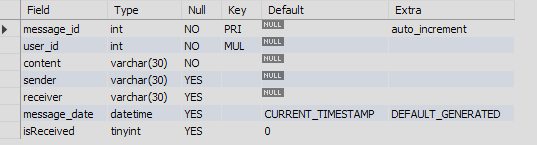 Field Type Null Key Default Extra
message_id int NO PRI NULL auto_increment
user_id int NO MUL NULL
content varchar(30) NO NULL
sender varchar(30) YES NULL
receiver varchar(30) YES NULL
message_date datetime YES CURRENT_TIMESTAMP DEFAULT_GENERATED
isReceived tinyint YES 0